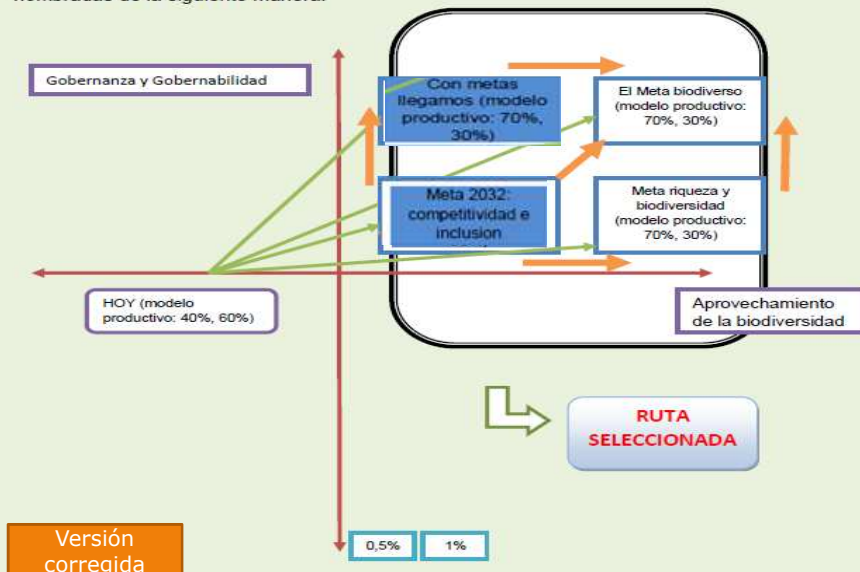 Gobernanza y Gobernabilidad
Con metas
llegamos (modelo
productivo: 70%,
30%)
El Meta biodiverso
(modelo productivo:
70%, 30%)
Meta 2032:
competitividad e
inclusion
Meta riqueza y
biodiversidad
(modelo productivo:
70%, 30%)
HOY (modelo
productivo: 40%, 60%)
Aprovechamiento
de la biodiversidad
RUTA
SELECCIONADA
0,5%
1%
Versión
corregida